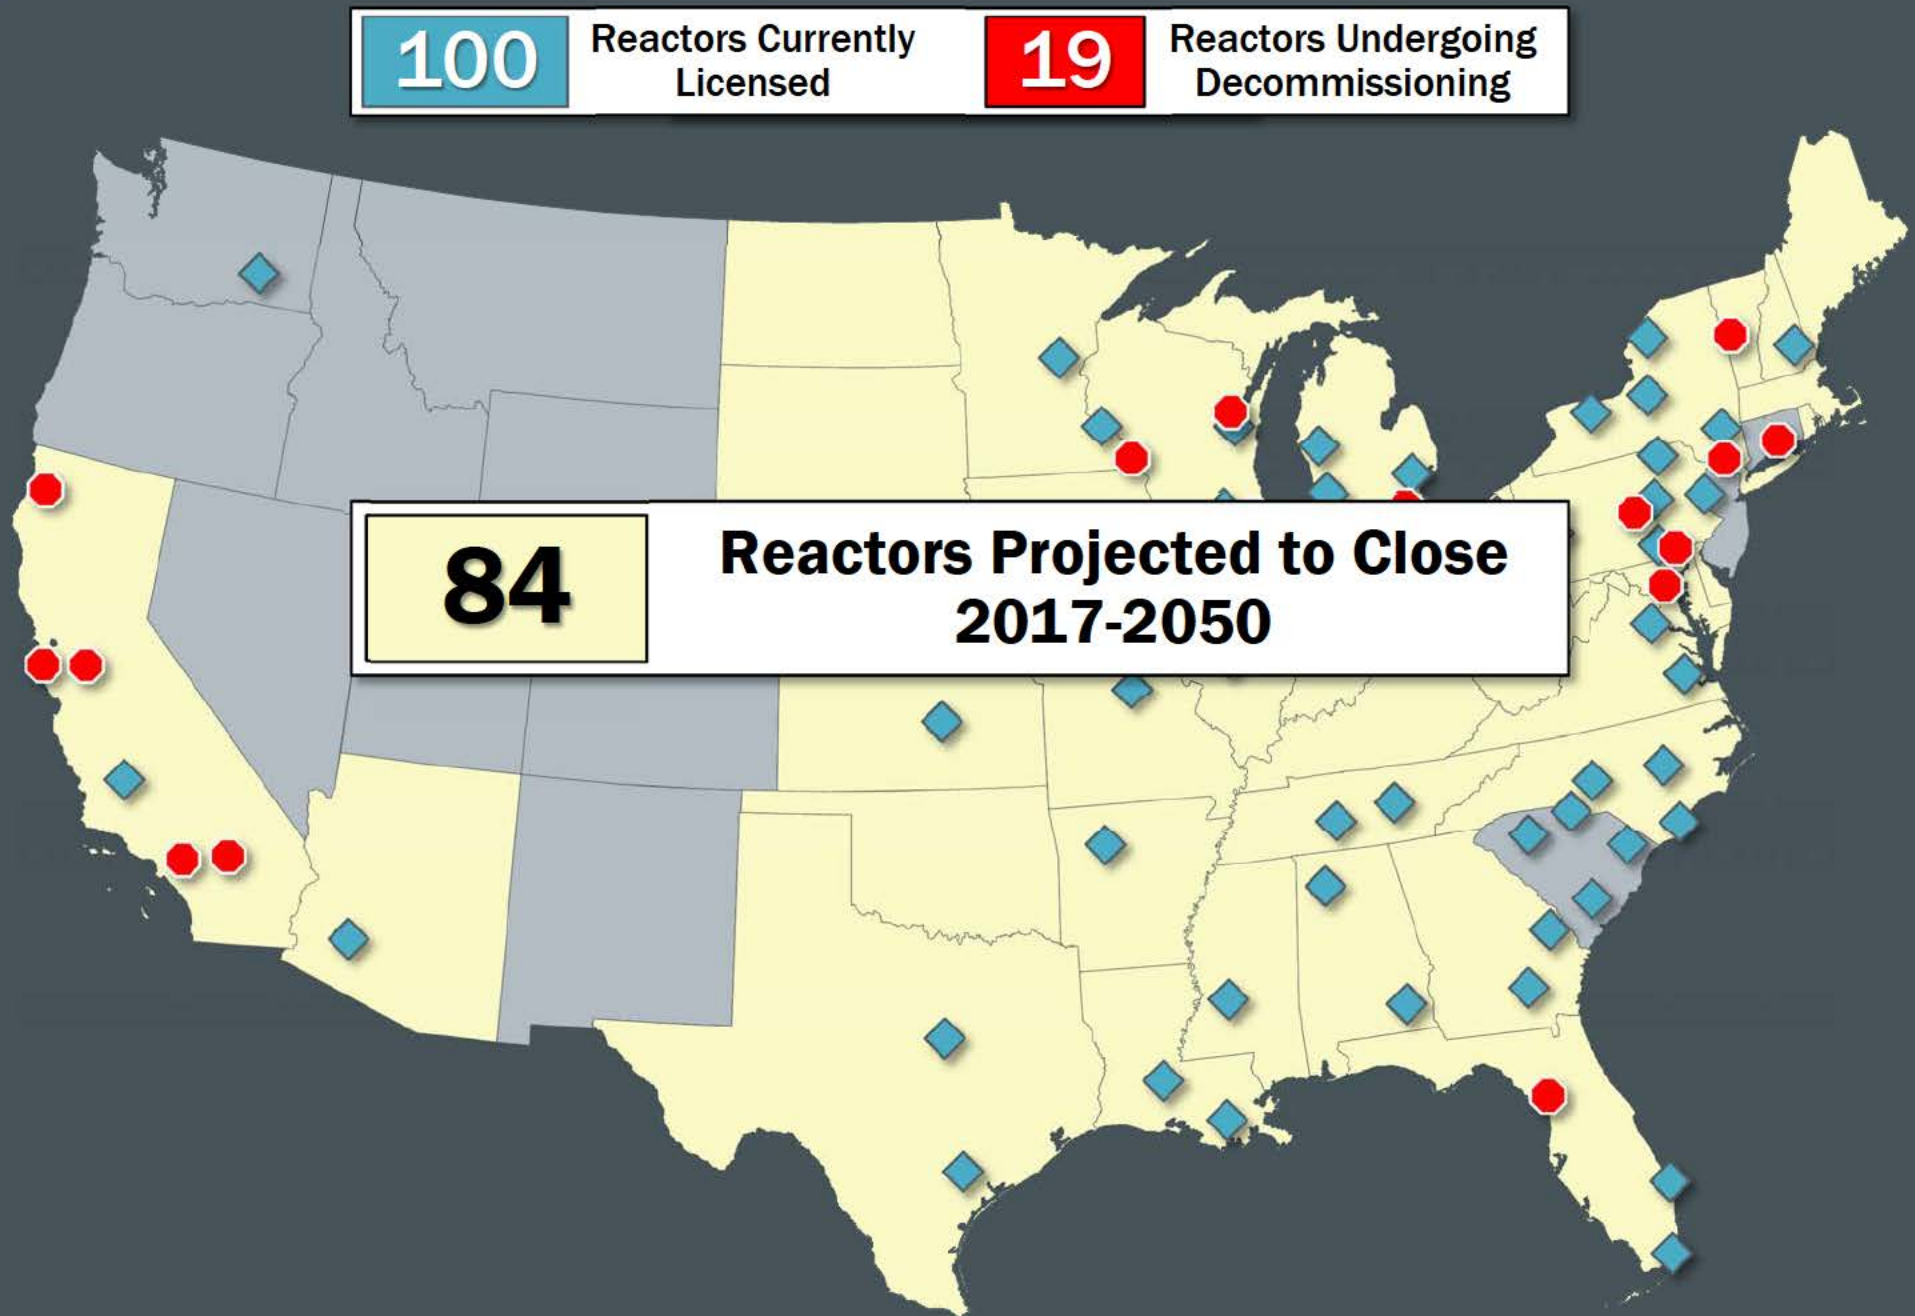 100
Reactors Currently
Licensed
19
Reactors Undergoing
Decommissioning
84
Reactors Projected to Close
2017-2050